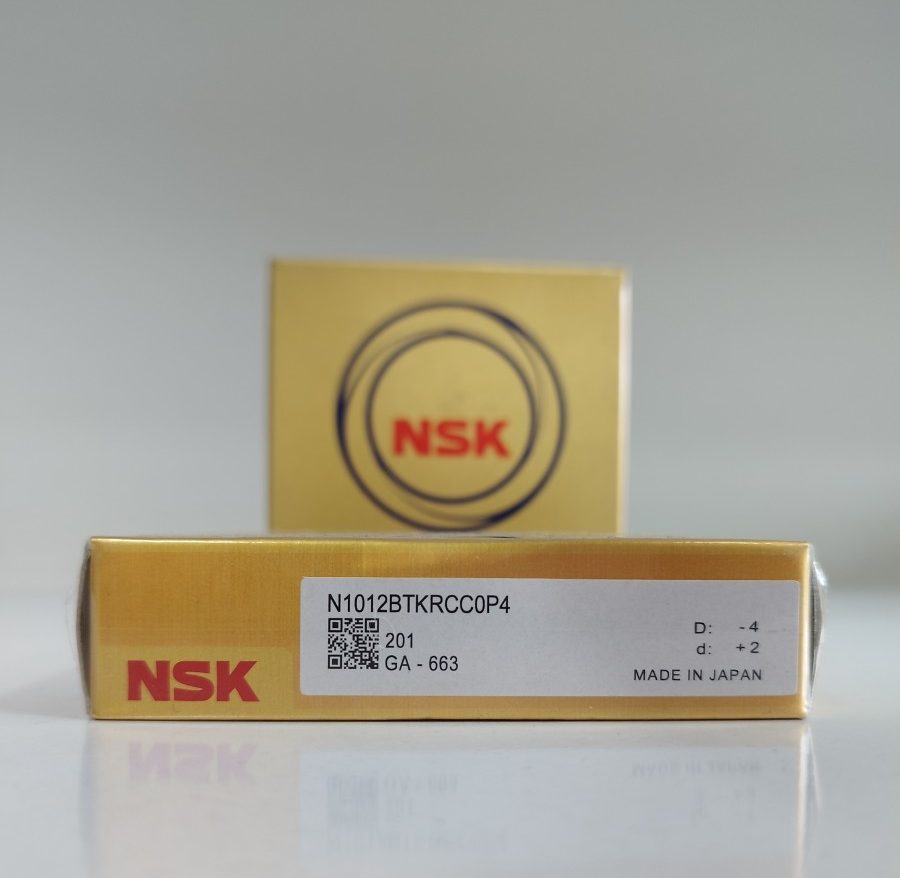 NSK
N1012BTKRCC0P4
201
GA - 663
D: -4
d: +2
MADE IN JAPAN
NSK